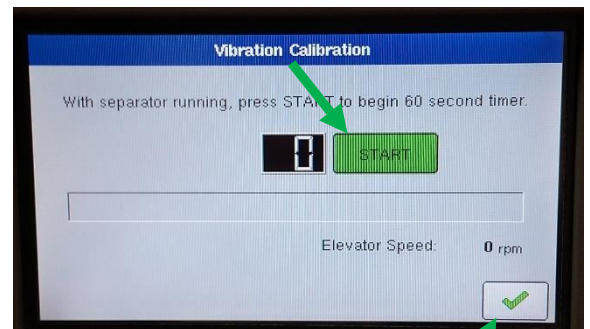 Vibration Calibration
With separator running, press START to begin 60 second timer.
0 START
Elevator Speed: 0 rpm